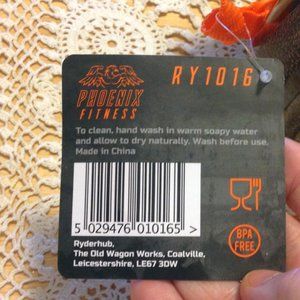 RY1016
PHOENIX
FITNESS
To clean, hand wash in warm soapy water
and allow to dry naturally. Wash before use.
Made in China
5 029476 010165 >
Ryderhub,
The Old Wagon Works, Coalville,
Leicestershire, LE67 3DW
BPA
FREE